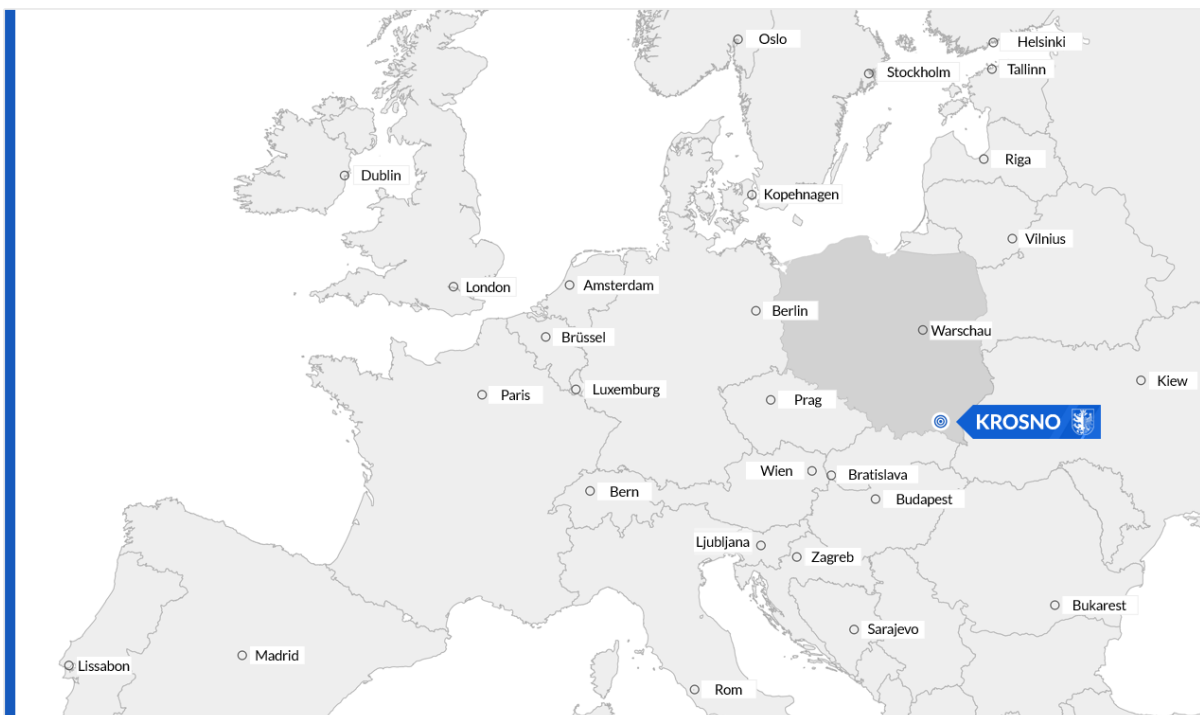 Oslo
Helsinki
Stockholm
Tallinn
Riga
Dublin
Kopehnagen
Vilnius
London
Amsterdam
Berlin
Warschau
Brüssel
Kiew
Paris
Luxemburg
Prag
KROSNO
Wien
Bratislava
Bern
Budapest
Ljubljana
Zagreb
Bukarest
Sarajevo
Lissabon
Madrid
Rom